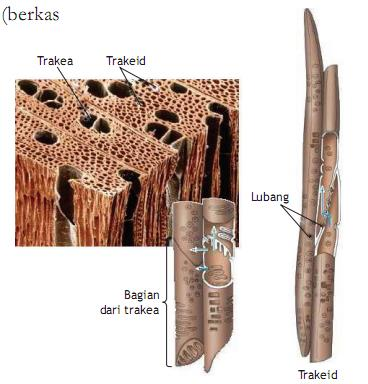 (berkas
Trakea
Trakeid
Lubang
Bagian
dari trakea
Trakeid